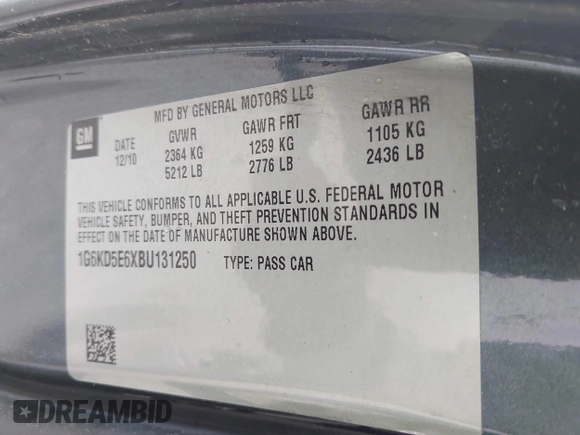 MFD BY GENERAL MOTORS LLC
GM
DATE GVWR GAWR FRT GAWR RR
12/10 2364 KG 1259 KG 1105 KG
5212 LB 2776 LB 2436 LB
THIS VEHICLE CONFORMS TO ALL APPLICABLE U.S. FEDERAL MOTOR
VEHICLE SAFETY, BUMPER, AND THEFT PREVENTION STANDARDS IN
EFFECT ON THE DATE OF MANUFACTURE SHOWN ABOVE.
1G6KD5E6XBU131250 TYPE: PASS CAR
DREAMBID